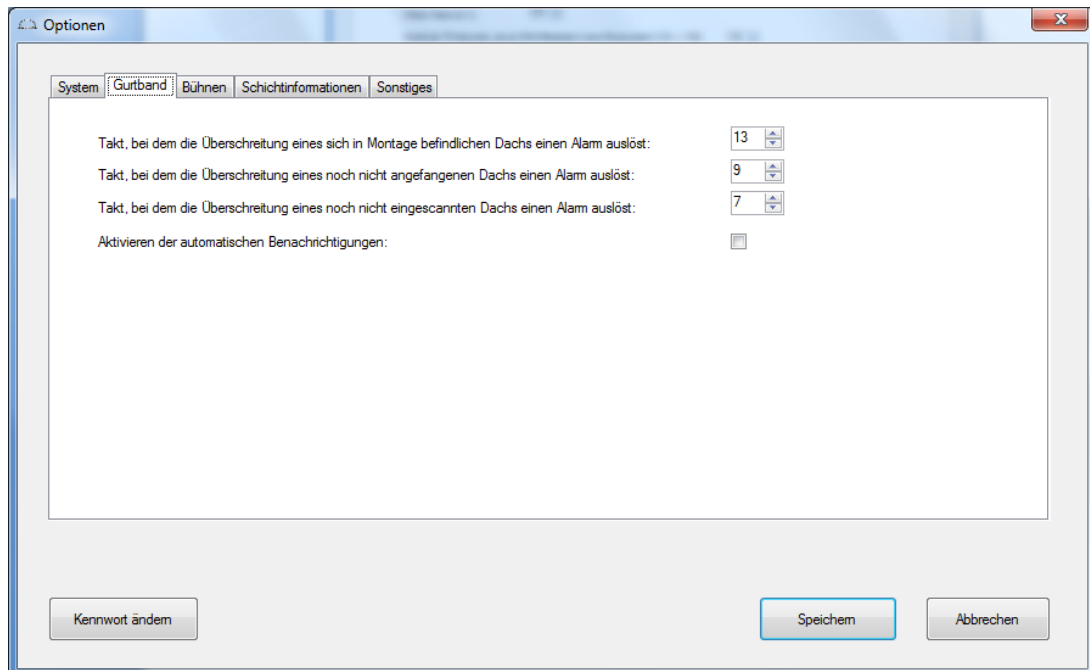 Optionen
System Gurtband Bühnen Schichtinformationen Sonstiges
Takt, bei dem die Überschreitung eines sich in Montage befindlichen Dachs einen Alarm auslöst: 13
Takt, bei dem die Überschreitung eines noch nicht angefangenen Dachs einen Alarm auslöst: 9
Takt, bei dem die Überschreitung eines noch nicht eingescannten Dachs einen Alarm auslöst: 7
Aktivieren der automatischen Benachrichtigungen:
Kennwort ändern Speichern Abbrechen